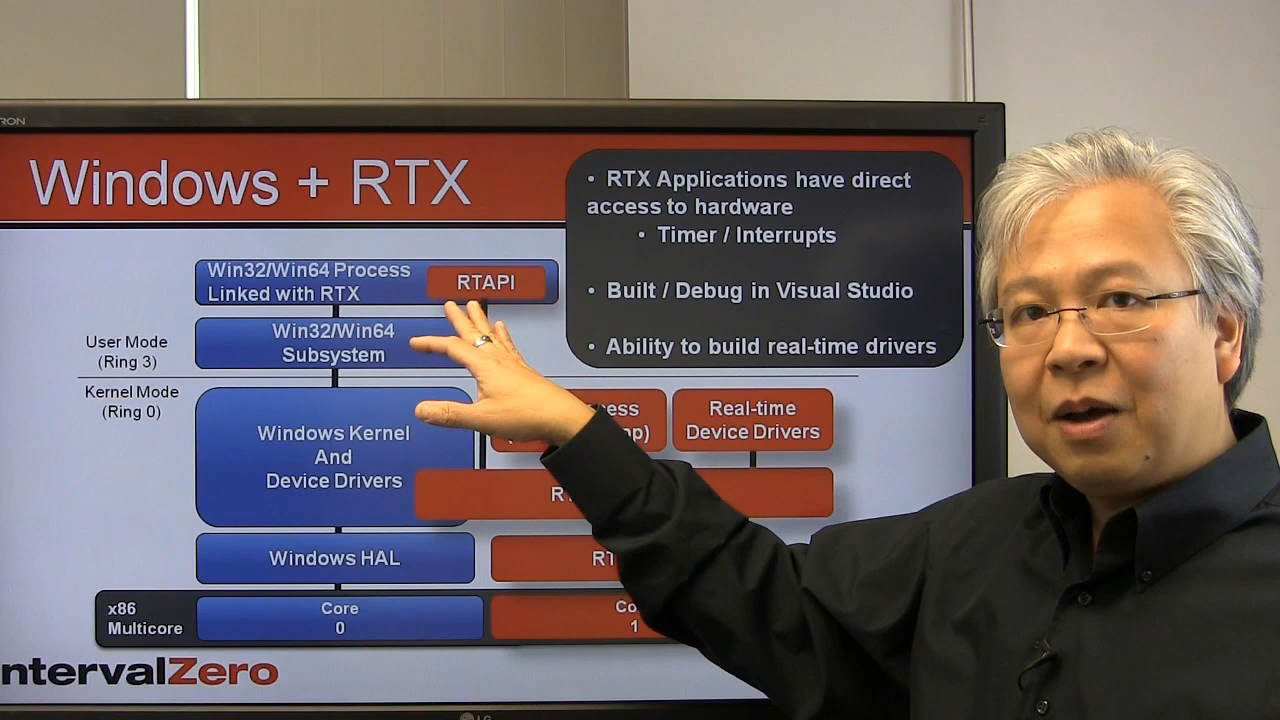 RON
Windows + RTX
• RTX Applications have direct
access to hardware
• Timer / Interrupts
• Built / Debug in Visual Studio
• Ability to build real-time drivers
Win32/Win64 Process
Linked with RTX
RTAPI
Win32/Win64
Subsystem
User Mode
(Ring 3)
Kernel Mode
(Ring 0)
Windows Kernel
And
Device Drivers
Real-time
Device Drivers
Windows HAL
x86
Multicore
Core
0
1
ntervalZero
LG